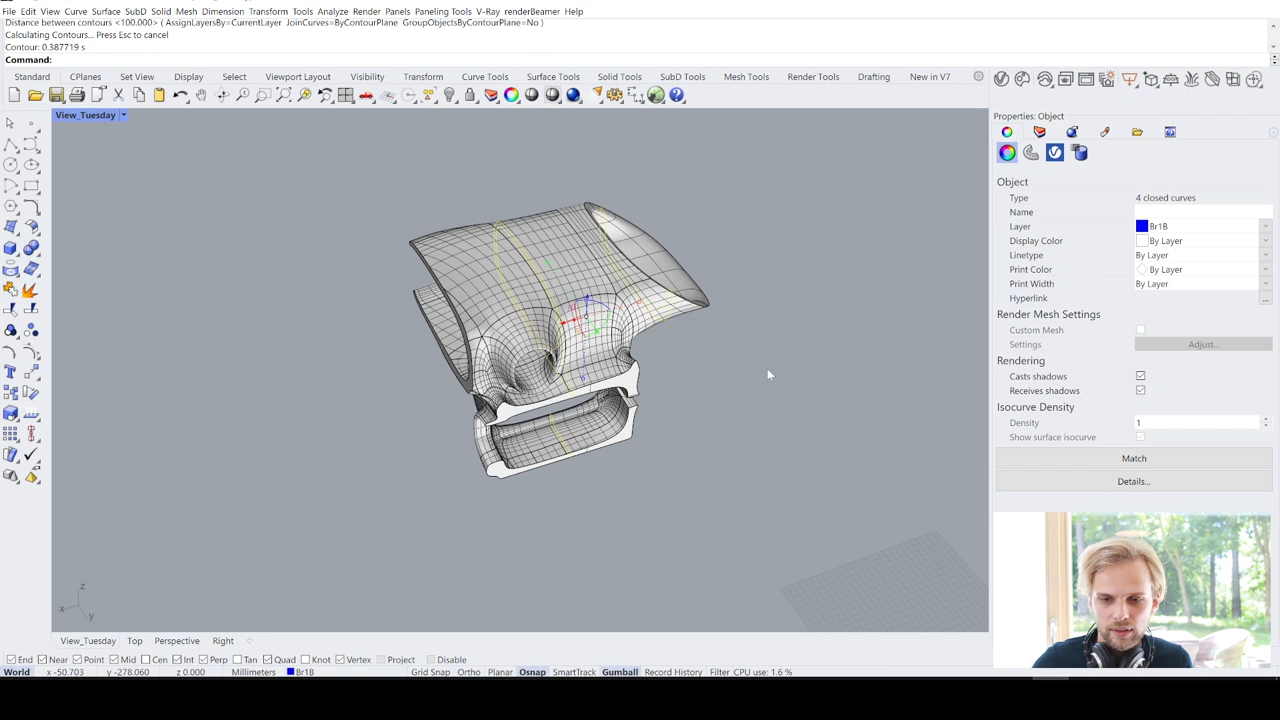 File Edit View Curve Surface SubD Solid Mesh Dimension Transform Tools Analyze Render Panels Paneling Tools V-Ray renderBeamer Help
Distance between contours <100.000> ( AssignLayersBy=CurrentLayer JoinCurves=ByContourPlane GroupObjectsByContourPlane=No )
Calculating Contours... Press Esc to cancel
Contour: 0.387719 s
Command:
Standard CPlanes Set View Display Select Viewport Layout Visibility Transform Curve Tools Surface Tools Solid Tools SubD Tools Mesh Tools Render Tools Drafting New in V7
View_Tuesday
Properties: Object
Object
Type 4 closed curves
Name
Layer Br1B
Display Color By Layer
Linetype By Layer
Print Color By Layer
Print Width By Layer
Hyperlink ...
Render Mesh Settings
Custom Mesh
Settings Adjust...
Rendering
Casts shadows
Receives shadows
Isocurve Density
Density 1
Show surface isocurve
Match
Details...
z
x y
View_Tuesday Top Perspective Right
End Near Point Mid Cen Int Perp Tan Quad Knot Vertex Project Disable
World x -50.703 y -278.060 z 0.000 Millimeters Br1B Grid Snap Ortho Planar Osnap SmartTrack Gumball Record History Filter CPU use: 1.6 %